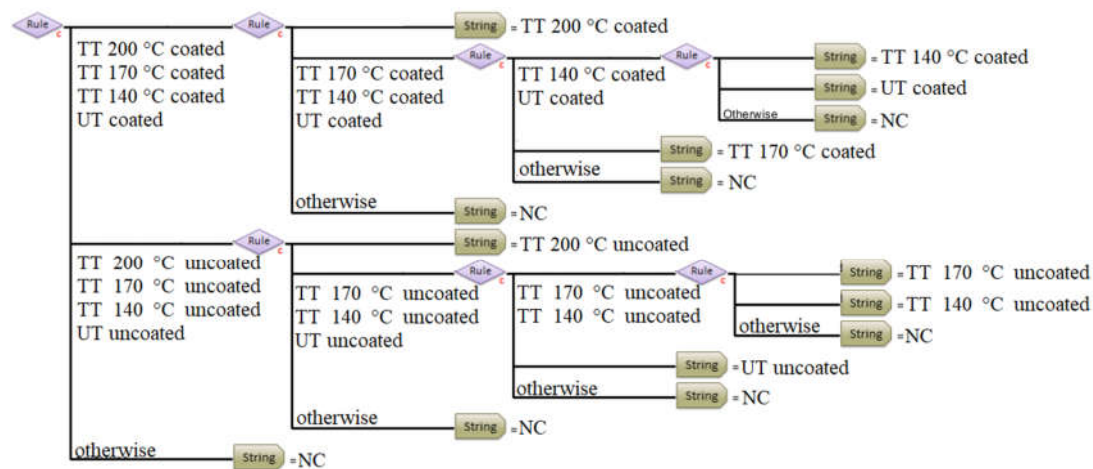 Rule Rule String = TT 200 °C coated
c c
TT 200 °C coated
TT 170 °C coated
TT 140 °C coated
UT coated
Rule
c
TT 170 °C coated
TT 140 °C coated
UT coated
Rule
c
TT 140 °C coated
UT coated
String = TT 140 °C coated
String = UT coated
Otherwise String = NC
String = TT 170 °C coated
otherwise String = NC
otherwise String = NC
Rule String = TT 200 °C uncoated
c
TT 200 °C uncoated
TT 170 °C uncoated
TT 140 °C uncoated
UT uncoated
Rule
c
TT 170 °C uncoated
TT 140 °C uncoated
UT uncoated
Rule
c
TT 170 °C uncoated
TT 140 °C uncoated
String = TT 170 °C uncoated
String = TT 140 °C uncoated
otherwise String = NC
String = UT uncoated
otherwise String = NC
otherwise String = NC
otherwise String = NC